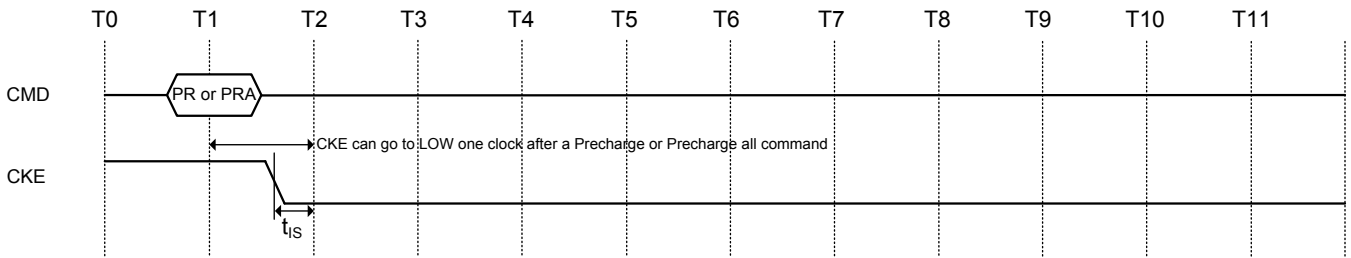 T0 T1 T2 T3 T4 T5 T6 T7 T8 T9 T10 T11
CMD PR or PRA
CKE can go to LOW one clock after a Precharge or Precharge all command
CKE
tIS